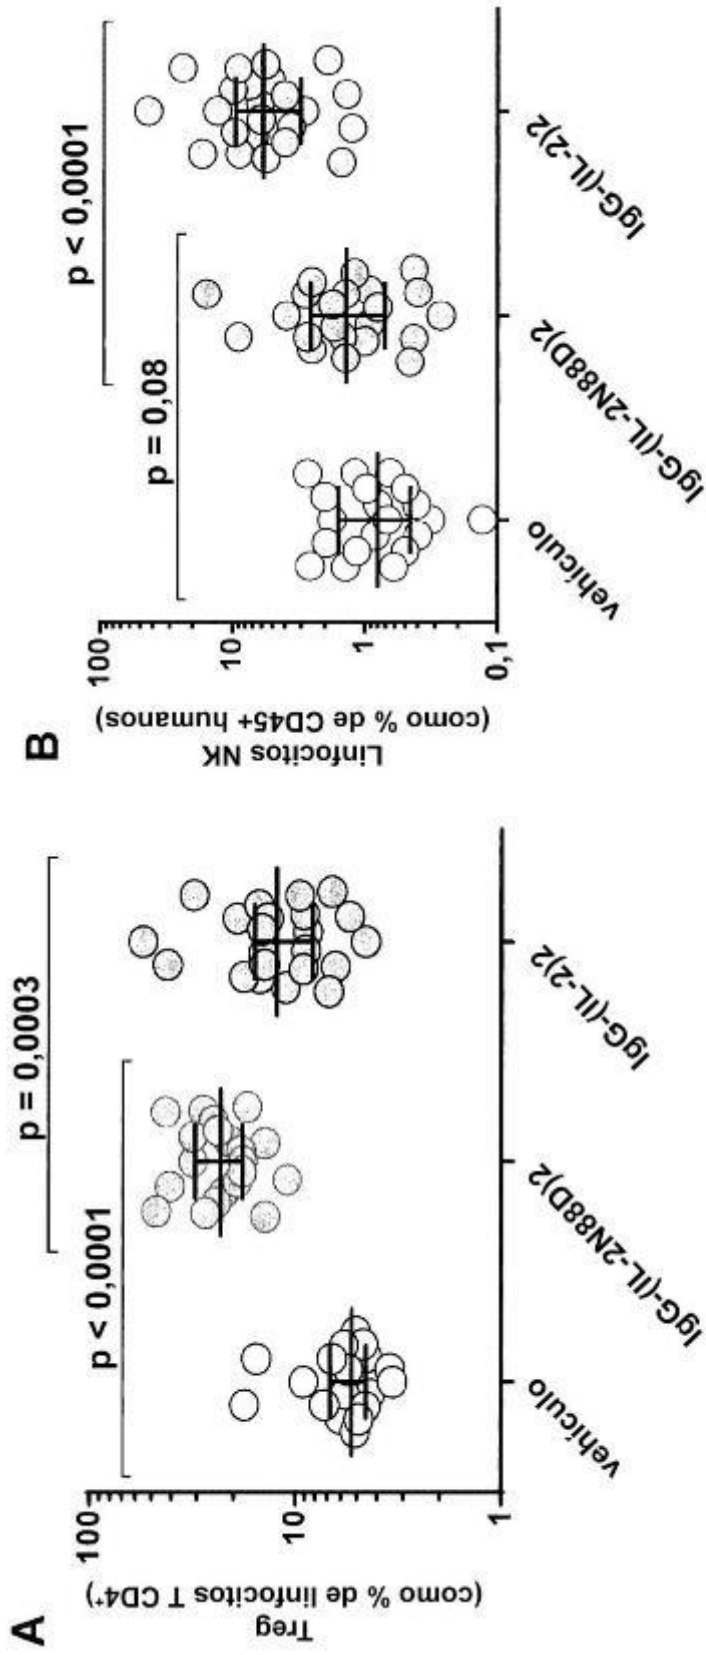 A
Treg
(como % de linfocitos T CD4⁺)
100
10
1
p < 0,0001
p = 0,0003
vehículo
IgG-(IL-2N88D)2
IgG-(IL-2)2
B
Linfocitos NK
(como % de CD45+ humanos)
100
10
1
0,1
p = 0,08
p < 0,0001
vehículo
IgG-(IL-2N88D)2
IgG-(IL-2)2